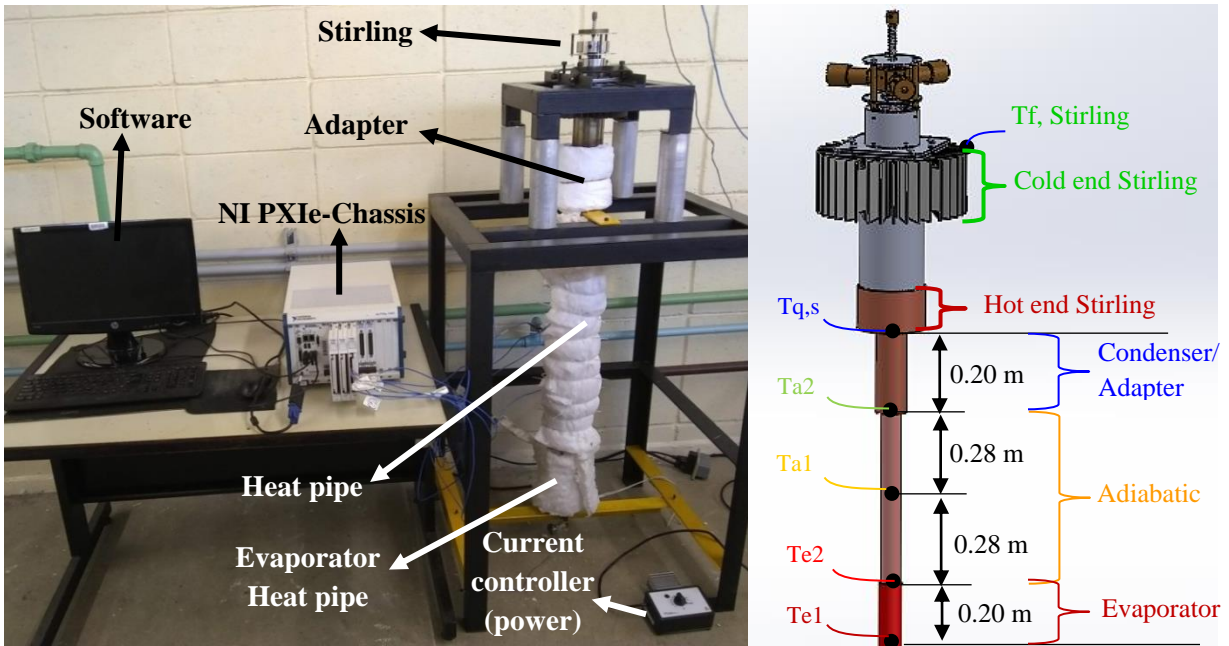 Stirling
Software
Adapter
NI PXIe-Chassis
Heat pipe
Evaporator
Heat pipe
Current
controller
(power)
Tf, Stirling
Cold end Stirling
Hot end Stirling
Tq,s
Condenser/
Adapter
0.20 m
Ta2
0.28 m
Ta1
Adiabatic
0.28 m
Te2
Evaporator
0.20 m
Te1